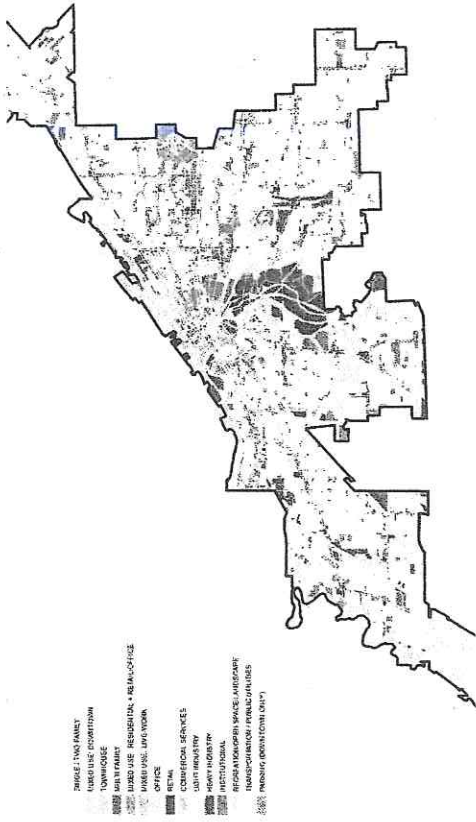 SINGLE / TWO FAMILY
MIXED USE: DOWNTOWN
TOWNHOUSE
MULTI FAMILY
MIXED USE: RESIDENTIAL + RETAIL/OFFICE
MIXED USE: LIVE WORK
OFFICE
RETAIL
COMMERCIAL SERVICES
LIGHT INDUSTRY
HEAVY INDUSTRY
INSTITUTIONAL
RECREATION/OPEN SPACE/LANDSCAPE
TRANSPORTATION / PUBLIC UTILITIES
PARKING (DOWNTOWN ONLY)